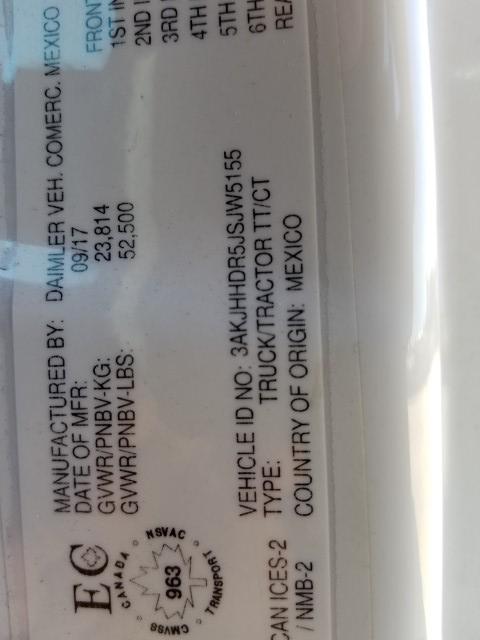 MANUFACTURED BY: DAIMLER VEH. COMERC. MEXICO
DATE OF MFR: 09/17
GVWR/PNBV-KG: 23,814
GVWR/PNBV-LBS: 52,500
FRONT
1ST
2ND
3RD
4TH
5TH
6TH
VEHICLE ID NO: 3AKJHHDR5JSJW5155
TYPE: TRUCK/TRACTOR TT/CT
COUNTRY OF ORIGIN: MEXICO
EC
CANADA
NSVAC
TRANSPORT
CMVSS
963
CAN ICES-2
/ NMB-2